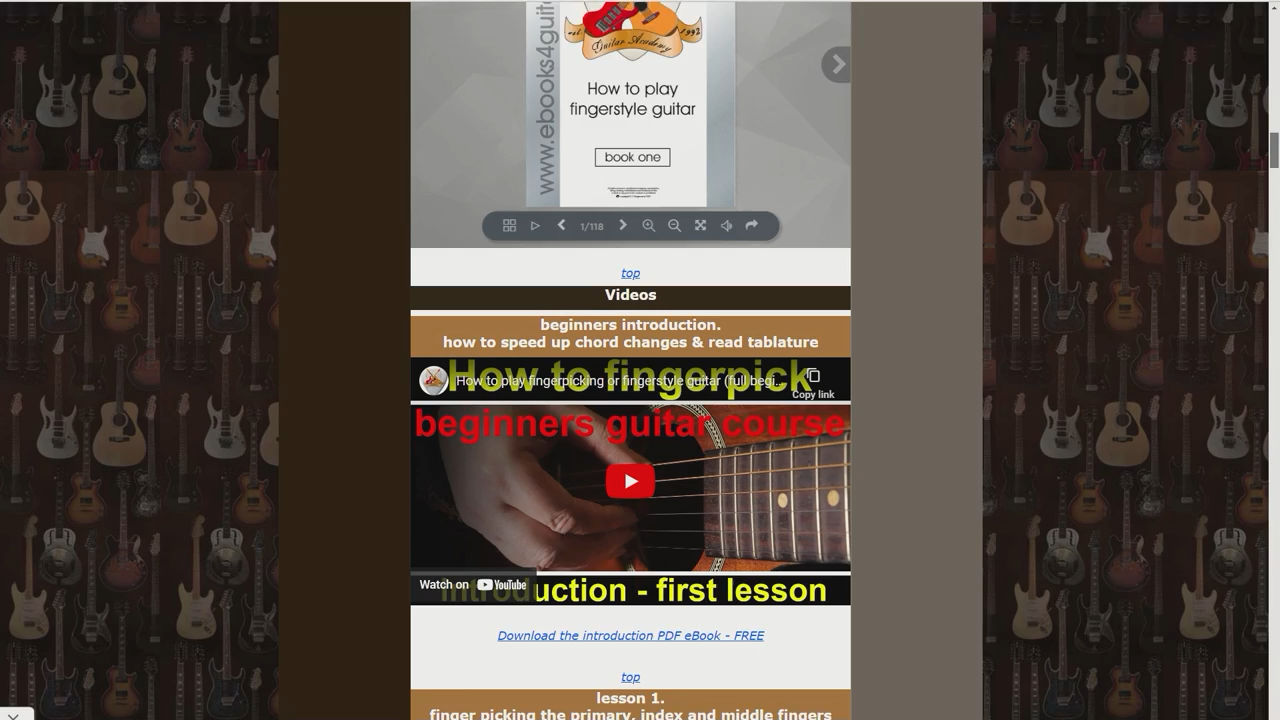 www.ebooks4guit
est. 1992
Guitar Academy
How to play
fingerstyle guitar
book one
1/118
top
Videos
beginners introduction.
how to speed up chord changes & read tablature
How to fingerpick
How to play fingerpicking or fingerstyle guitar (full begi...
Copy link
beginners guitar course
Watch on YouTube
introduction - first lesson
Download the introduction PDF eBook - FREE
top
lesson 1.
finger picking the primary, index and middle fingers